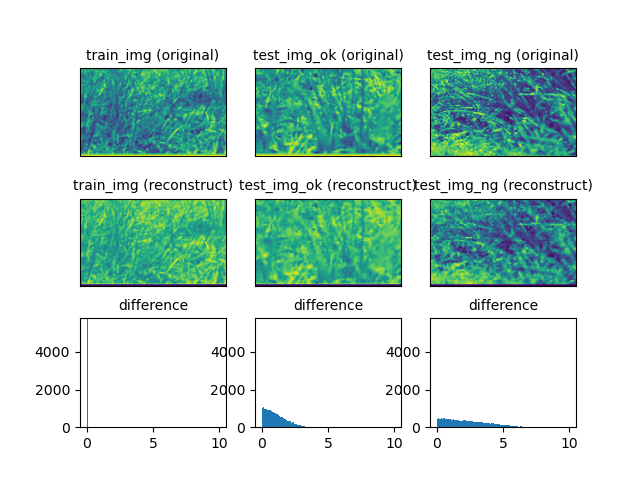 train_img (original) test_img_ok (original) test_img_ng (original)
train_img (reconstruct) test_img_ok (reconstruct) test_img_ng (reconstruct)
difference difference difference
4000 4000 4000
2000 2000 2000
0 0 0
0 5 10 0 5 10 0 5 10